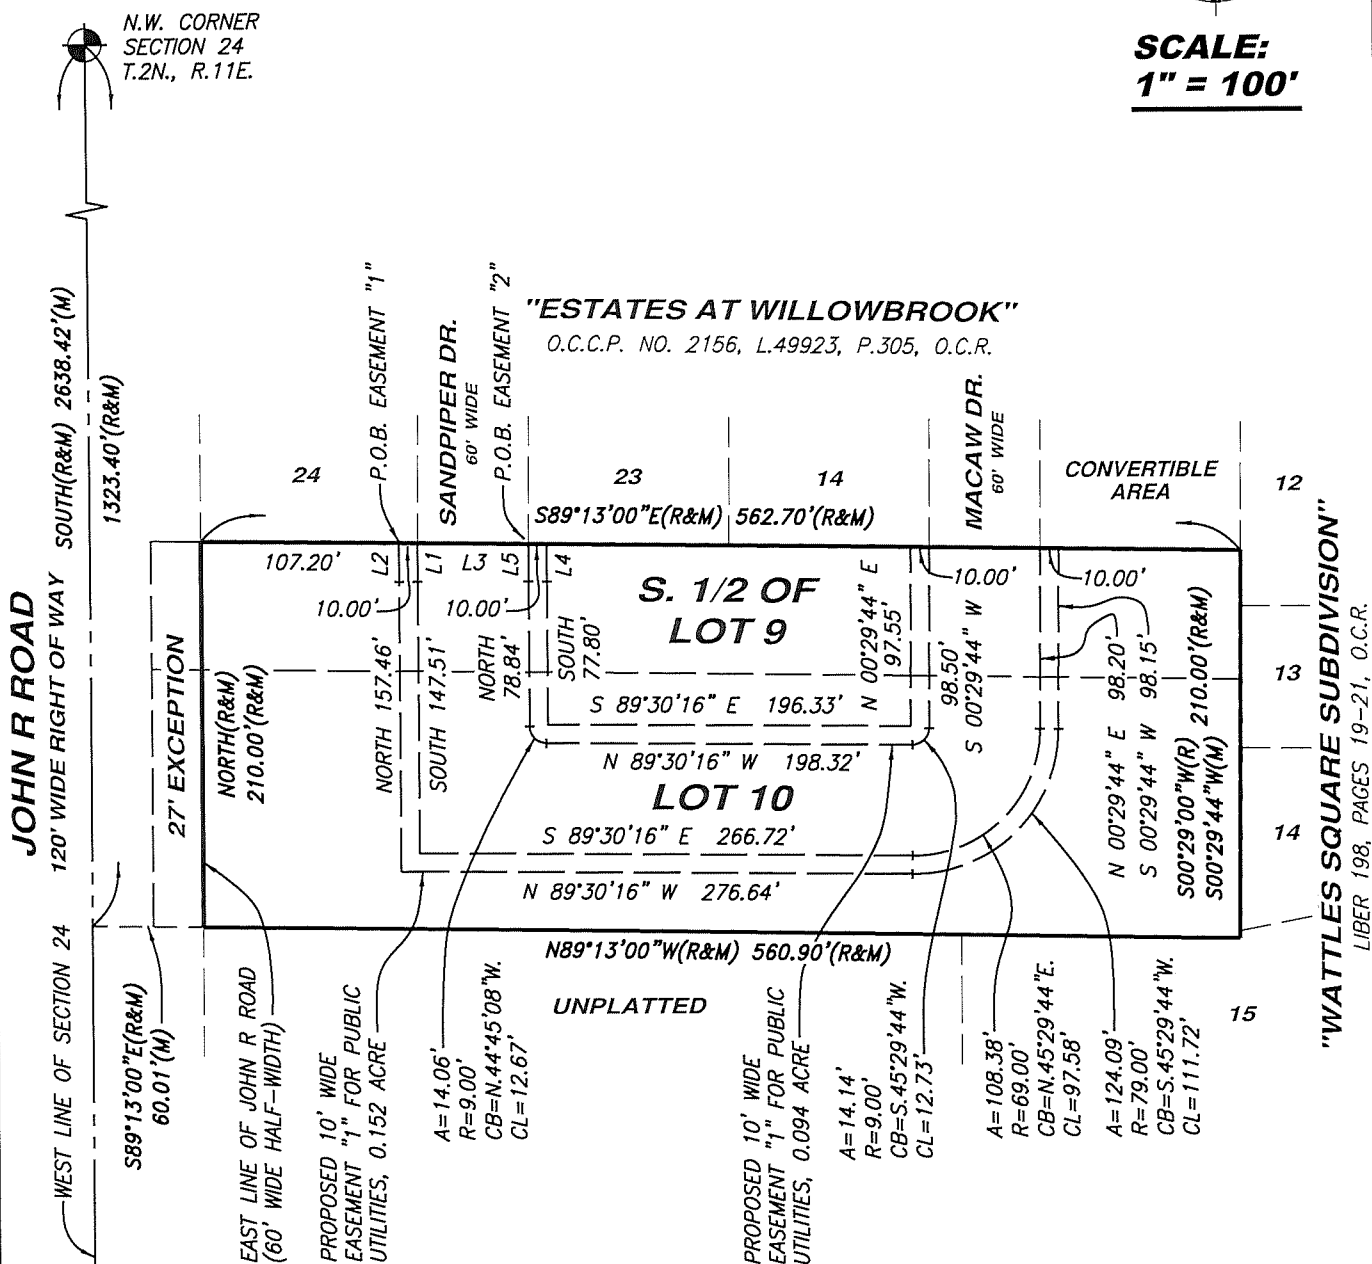 N.W. CORNER
SECTION 24
T.2N., R.11E.
SCALE:
1" = 100'
JOHN R ROAD
120' WIDE RIGHT OF WAY
SOUTH(R&M) 2638.42'(M)
1323.40'(R&M)
WEST LINE OF SECTION 24
27' EXCEPTION
"ESTATES AT WILLOWBROOK"
O.C.C.P. NO. 2156, L.49923, P.305, O.C.R.
P.O.B. EASEMENT "1"
SANDPIPER DR.
60' WIDE
P.O.B. EASEMENT "2"
MACAW DR.
60' WIDE
24
23
14
CONVERTIBLE
AREA
12
S89°13'00"E(R&M) 562.70'(R&M)
107.20'
L2
L1
L3
L5
L4
10.00'
10.00'
10.00'
10.00'
S. 1/2 OF
LOT 9
NORTH(R&M)
210.00'(R&M)
NORTH 157.46'
SOUTH 147.51'
NORTH
78.84'
SOUTH
77.80'
N 00°29'44" E
97.55'
98.50'
S 00°29'44" W
N 00°29'44" E 98.20'
S 00°29'44" W 98.15'
S00°29'00"W(R) 210.00'(R&M)
S00°29'44"W(M)
13
S 89°30'16" E 196.33'
N 89°30'16" W 198.32'
LOT 10
S 89°30'16" E 266.72'
N 89°30'16" W 276.64'
14
N89°13'00"W(R&M) 560.90'(R&M)
UNPLATTED
15
"WATTLES SQUARE SUBDIVISION"
LIBER 198, PAGES 19-21, O.C.R.
S89°13'00"E(R&M)
60.01'(M)
EAST LINE OF JOHN R ROAD
(60' WIDE HALF-WIDTH)
PROPOSED 10' WIDE
EASEMENT "1" FOR PUBLIC
UTILITIES, 0.152 ACRE
A=14.06'
R=9.00'
CB=N.44°45'08"W.
CL=12.67'
PROPOSED 10' WIDE
EASEMENT "1" FOR PUBLIC
UTILITIES, 0.094 ACRE
A=14.14'
R=9.00'
CB=S.45°29'44"W.
CL=12.73'
A=108.38'
R=69.00'
CB=N.45°29'44"E.
CL=97.58'
A=124.09'
R=79.00'
CB=S.45°29'44"W.
CL=111.72'